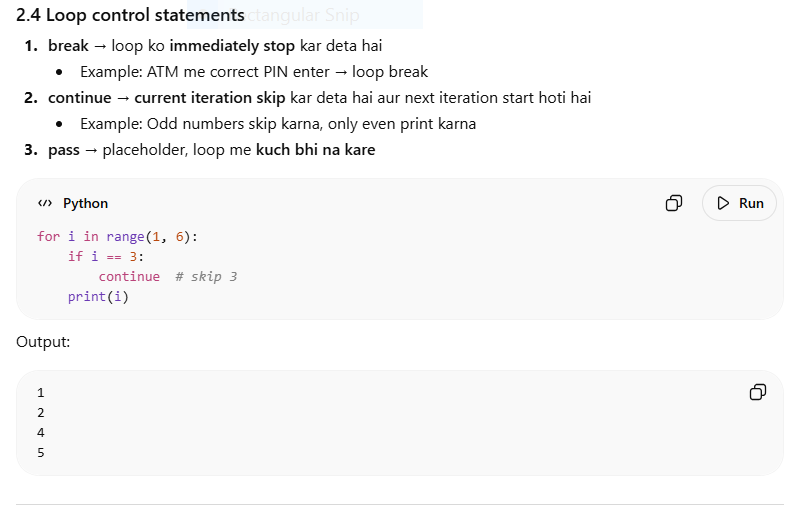 2.4 Loop control statements
Rectangular Snip
1. break → loop ko immediately stop kar deta hai
• Example: ATM me correct PIN enter → loop break
2. continue → current iteration skip kar deta hai aur next iteration start hoti hai
• Example: Odd numbers skip karna, only even print karna
3. pass → placeholder, loop me kuch bhi na kare
</> Python
Run
for i in range(1, 6):
    if i == 3:
        continue  # skip 3
    print(i)
Output:
1
2
4
5